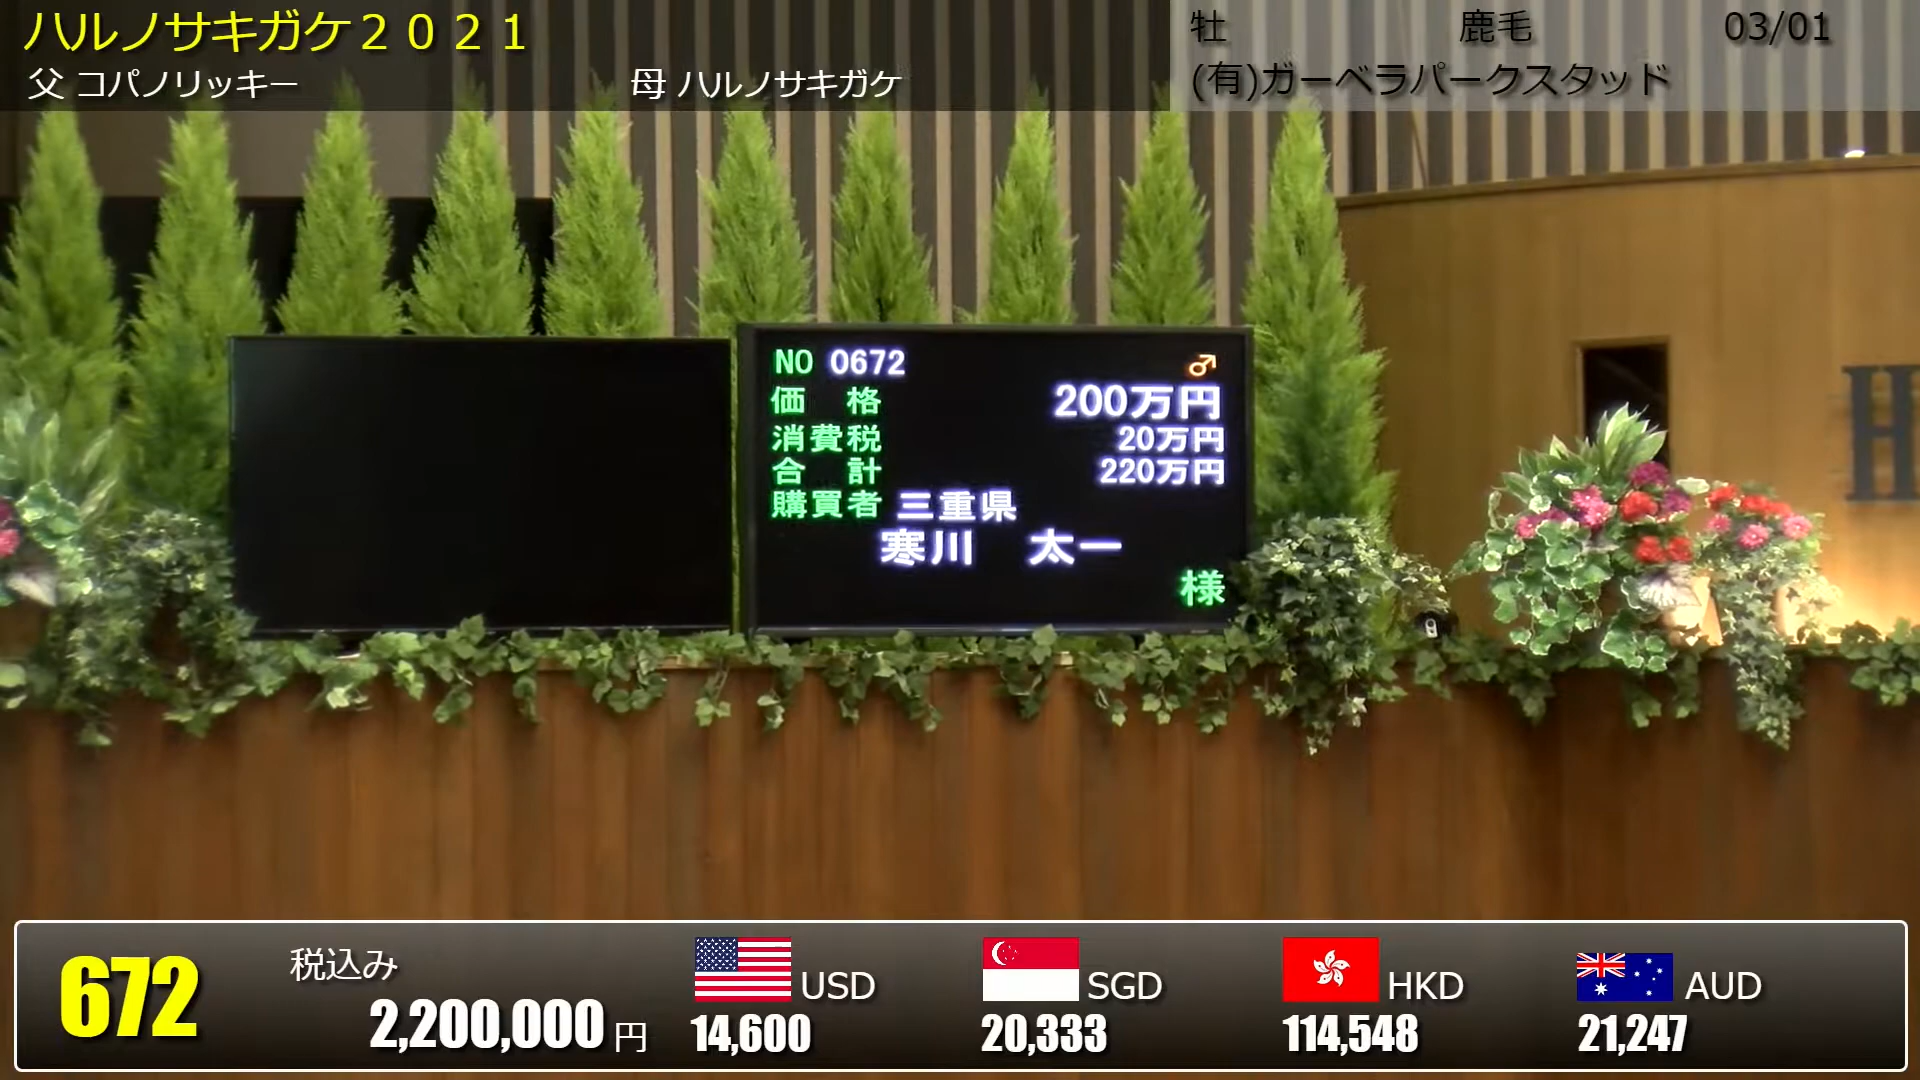 ハルノサキガケ２０２１
父 コパノリッキー
母 ハルノサキガケ
牡 鹿毛 03/01
(有)ガーベラパークスタッド
NO 0672 ♂
価格 200万円
消費税 20万円
合計 220万円
購買者 三重県
寒川 太一
様
H
672
税込み
2,200,000 円
USD
14,600
SGD
20,333
HKD
114,548
AUD
21,247